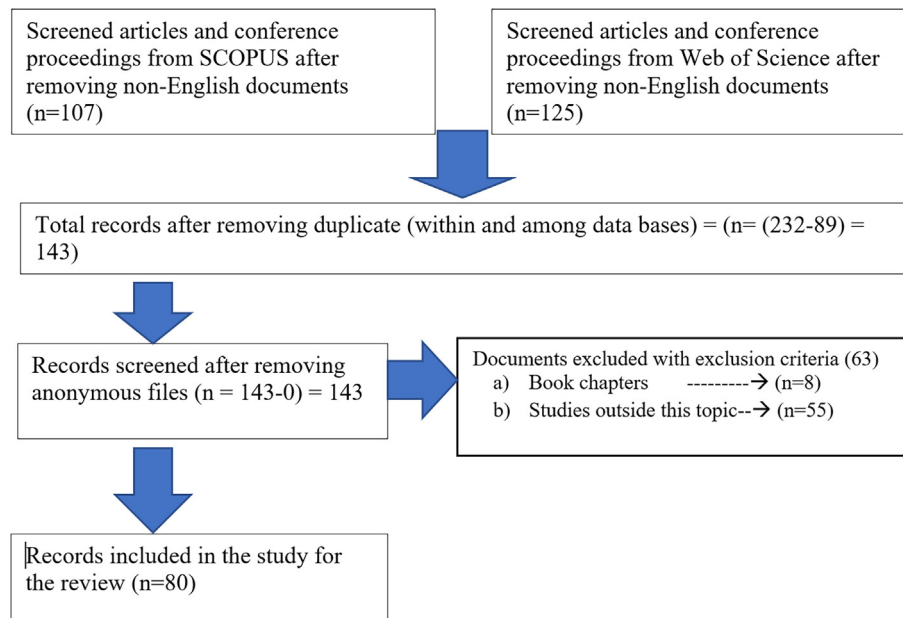 Screened articles and conference
proceedings from SCOPUS after
removing non-English documents
(n=107)
Screened articles and conference
proceedings from Web of Science after
removing non-English documents
(n=125)
Total records after removing duplicate (within and among data bases) = (n= (232-89) =
143)
Records screened after removing
anonymous files (n = 143-0) = 143
Documents excluded with exclusion criteria (63)
a) Book chapters ---------→ (n=8)
b) Studies outside this topic--→ (n=55)
Records included in the study for
the review (n=80)